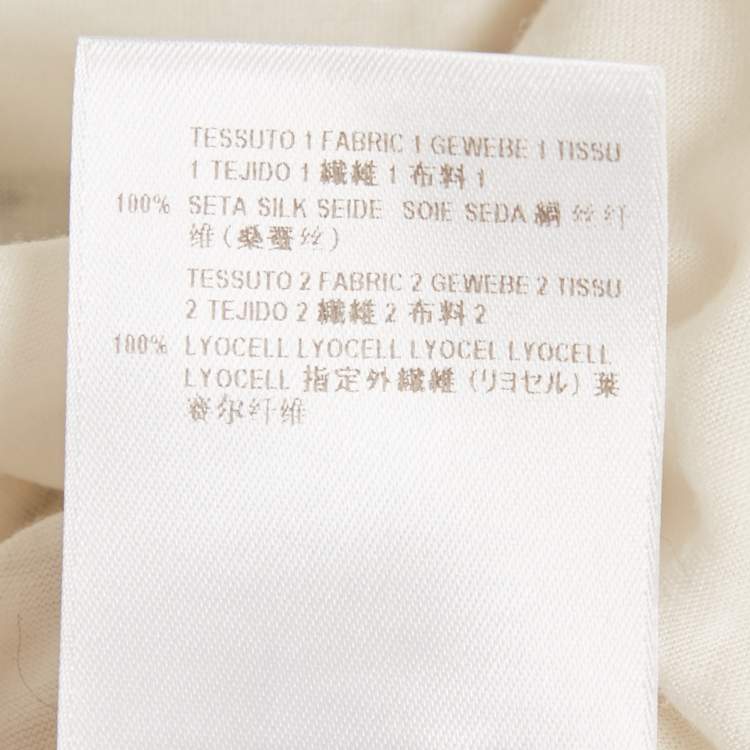 TESSUTO 1 FABRIC 1 GEWEBE 1 TISSU
1 TEJIDO 1 繊維 1 布料 1
100% SETA SILK SEIDE SOIE SEDA 絹 丝纤
维(桑蚕丝)
TESSUTO 2 FABRIC 2 GEWEBE 2 TISSU
2 TEJIDO 2 繊維 2 布料 2
100% LYOCELL LYOCELL LYOCEL LYOCELL
LYOCELL 指定外繊維 (リヨセル) 莱
赛尔纤维